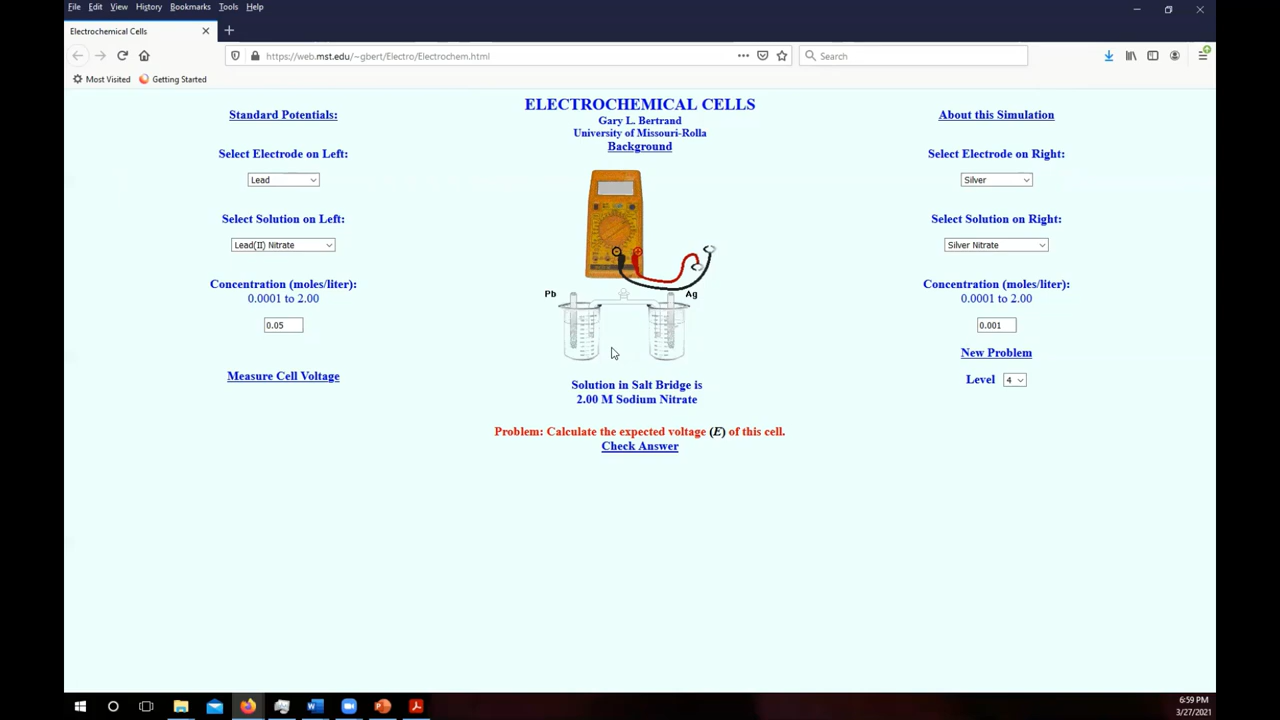 File Edit View History Bookmarks Tools Help
Electrochemical Cells
https://web.mst.edu/~gbert/Electro/Electrochem.html
Search
Most Visited
Getting Started
ELECTROCHEMICAL CELLS
Gary L. Bertrand
University of Missouri-Rolla
Background
Standard Potentials:
Select Electrode on Left:
Lead
Select Solution on Left:
Lead(II) Nitrate
Concentration (moles/liter):
0.0001 to 2.00
0.05
Measure Cell Voltage
Pb
Ag
Solution in Salt Bridge is
2.00 M Sodium Nitrate
Problem: Calculate the expected voltage (E) of this cell.
Check Answer
About this Simulation
Select Electrode on Right:
Silver
Select Solution on Right:
Silver Nitrate
Concentration (moles/liter):
0.0001 to 2.00
0.001
New Problem
Level 4
6:59 PM
3/27/2021